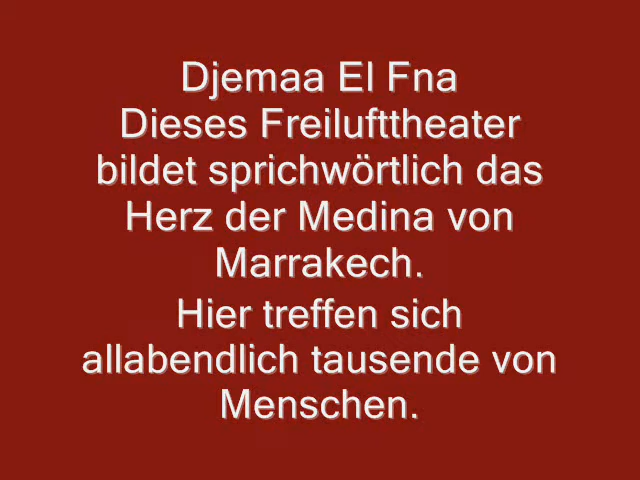 Djemaa El Fna
Dieses Freilufttheater
bildet sprichwörtlich das
Herz der Medina von
Marrakech.
Hier treffen sich
allabendlich tausende von
Menschen.